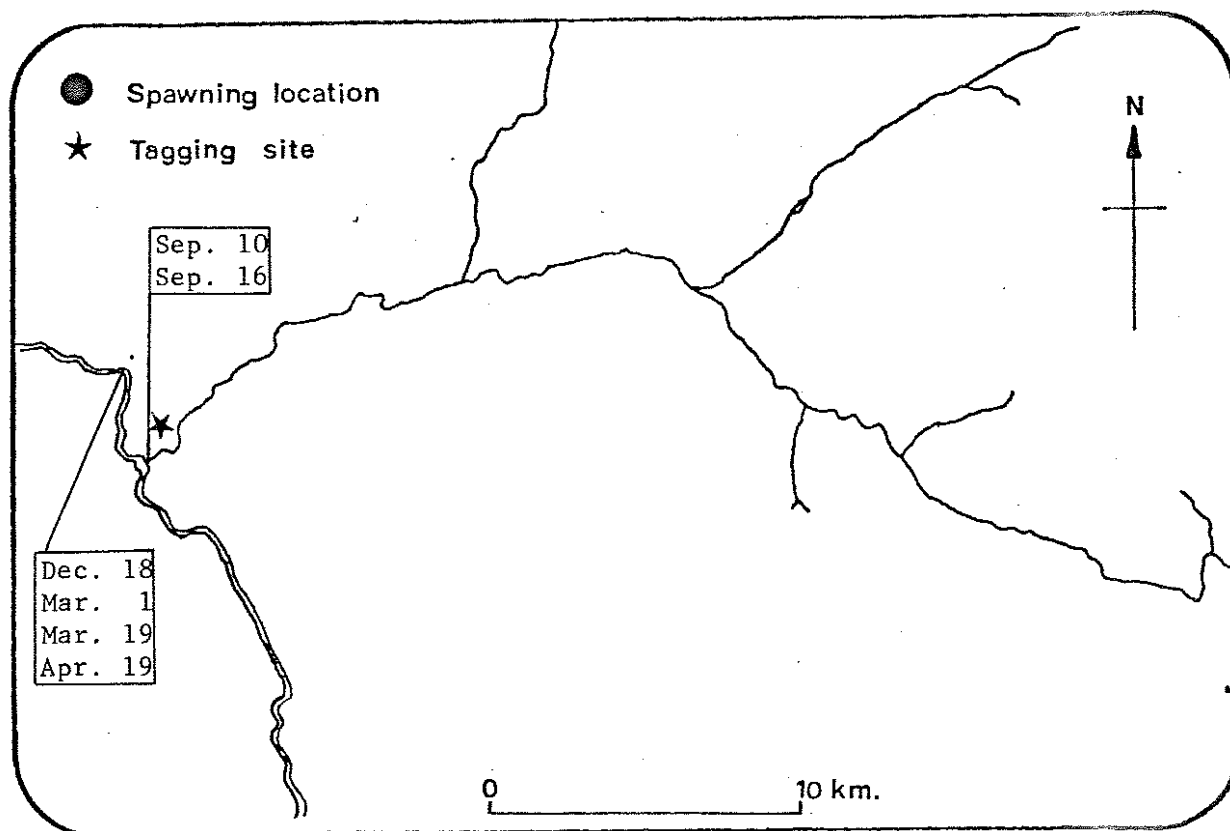 Spawning location
Tagging site
N
Sep. 10
Sep. 16
Dec. 18
Mar. 1
Mar. 19
Apr. 19
0 10 km.